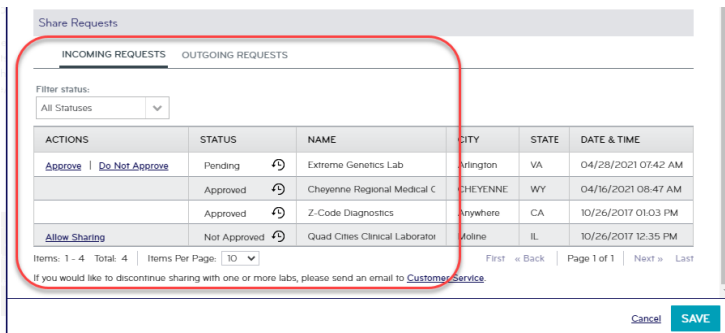 Share Requests
INCOMING REQUESTS OUTGOING REQUESTS
Filter status:
All Statuses
ACTIONS STATUS NAME CITY STATE DATE & TIME
Approve | Do Not Approve Pending Extreme Genetics Lab Arlington VA 04/28/2021 07:42 AM
Approved Cheyenne Regional Medical C CHEYENNE WY 04/16/2021 08:47 AM
Approved Z-Code Diagnostics Anywhere CA 10/26/2017 01:03 PM
Allow Sharing Not Approved Quad Cities Clinical Laborator Moline IL 10/26/2017 12:35 PM
Items: 1 - 4 Total: 4 | Items Per Page: 10 First « Back | Page 1 of 1 | Next » Last
If you would like to discontinue sharing with one or more labs, please send an email to Customer Service.
Cancel SAVE